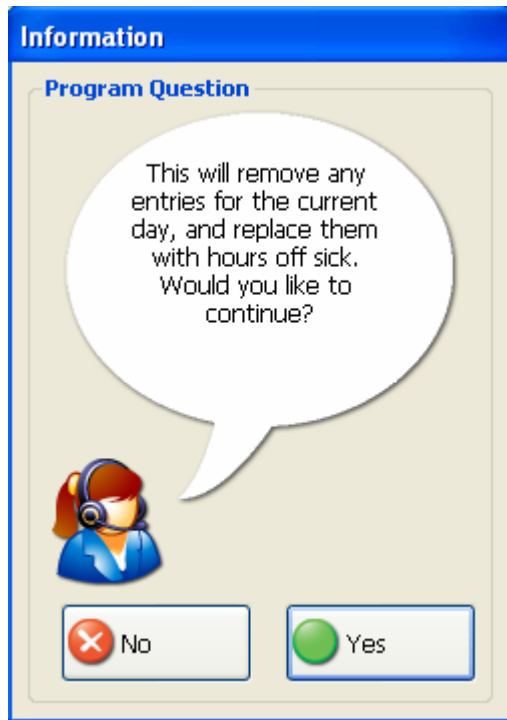 Information
Program Question
This will remove any
entries for the current
day, and replace them
with hours off sick.
Would you like to
continue?
No
Yes